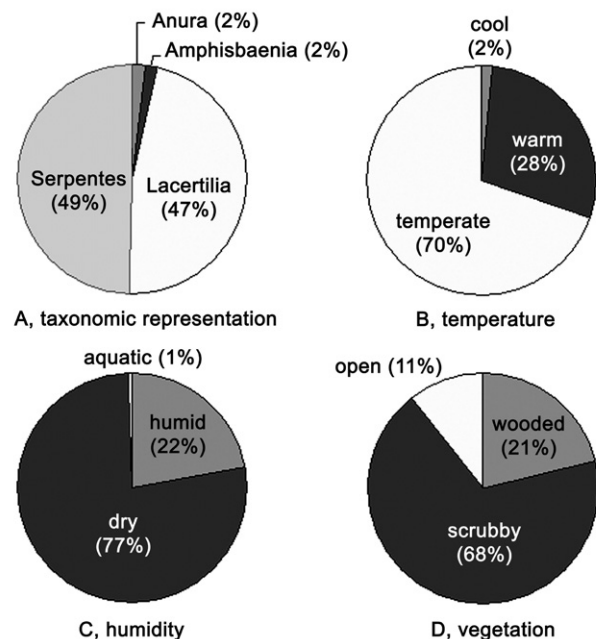 Anura (2%)
Amphisbaenia (2%)
Serpentes
(49%)
Lacertilia
(47%)
A, taxonomic representation
cool
(2%)
warm
(28%)
temperate
(70%)
B, temperature
aquatic (1%)
humid
(22%)
dry
(77%)
C, humidity
open (11%)
wooded
(21%)
scrubby
(68%)
D, vegetation